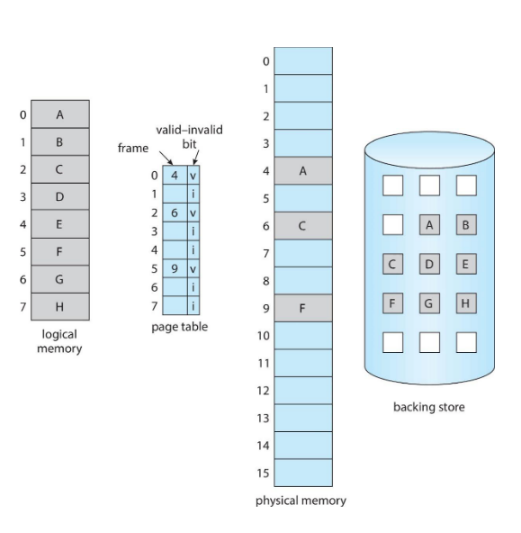 0 A
1 B
2 C
3 D
4 E
5 F
6 G
7 H
logical
memory
valid–invalid
bit
frame
0 4 v
1 i
2 6 v
3 i
4 i
5 9 v
6 i
7 i
page table
0
1
2
3
4 A
5
6 C
7
8
9 F
10
11
12
13
14
15
physical memory
A B
C D E
F G H
backing store